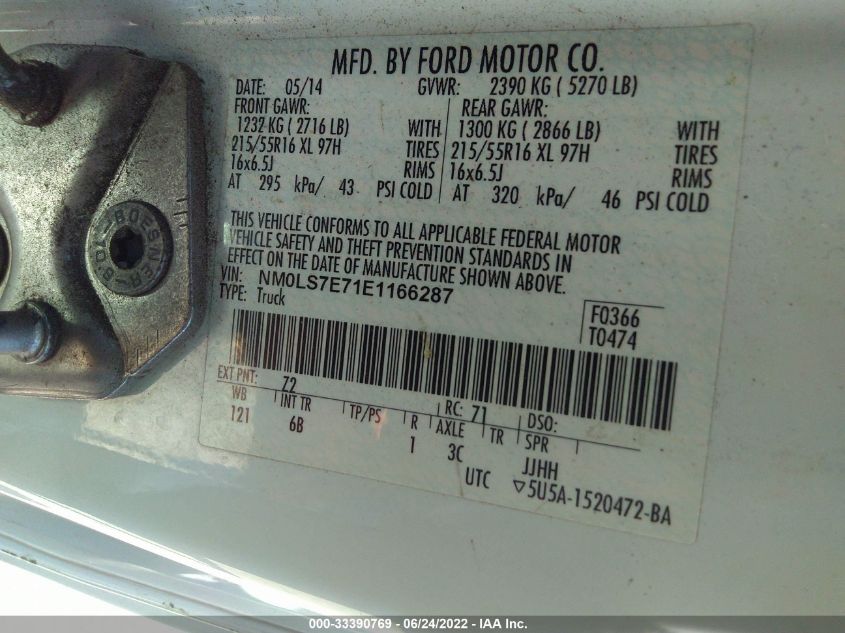 MFD. BY FORD MOTOR CO.
DATE: 05/14 GVWR: 2390 KG ( 5270 LB)
FRONT GAWR: REAR GAWR:
1232 KG ( 2716 LB) WITH 1300 KG ( 2866 LB) WITH
215/55R16 XL 97H TIRES 215/55R16 XL 97H TIRES
16x6.5J RIMS 16x6.5J RIMS
AT 295 kPa/ 43 PSI COLD AT 320 kPa/ 46 PSI COLD
THIS VEHICLE CONFORMS TO ALL APPLICABLE FEDERAL MOTOR
VEHICLE SAFETY AND THEFT PREVENTION STANDARDS IN
EFFECT ON THE DATE OF MANUFACTURE SHOWN ABOVE.
VIN: NM0LS7E71E1166287
TYPE: Truck
F0366
T0474
EXT PNT: Z2 RC: 71 DSO:
WB INT TR TP/PS R AXLE TR SPR
121 6B 1 3C JJHH
UTC ▽5U5A-1520472-BA
BOESNER
000-33390769 - 06/24/2022 - IAA Inc.